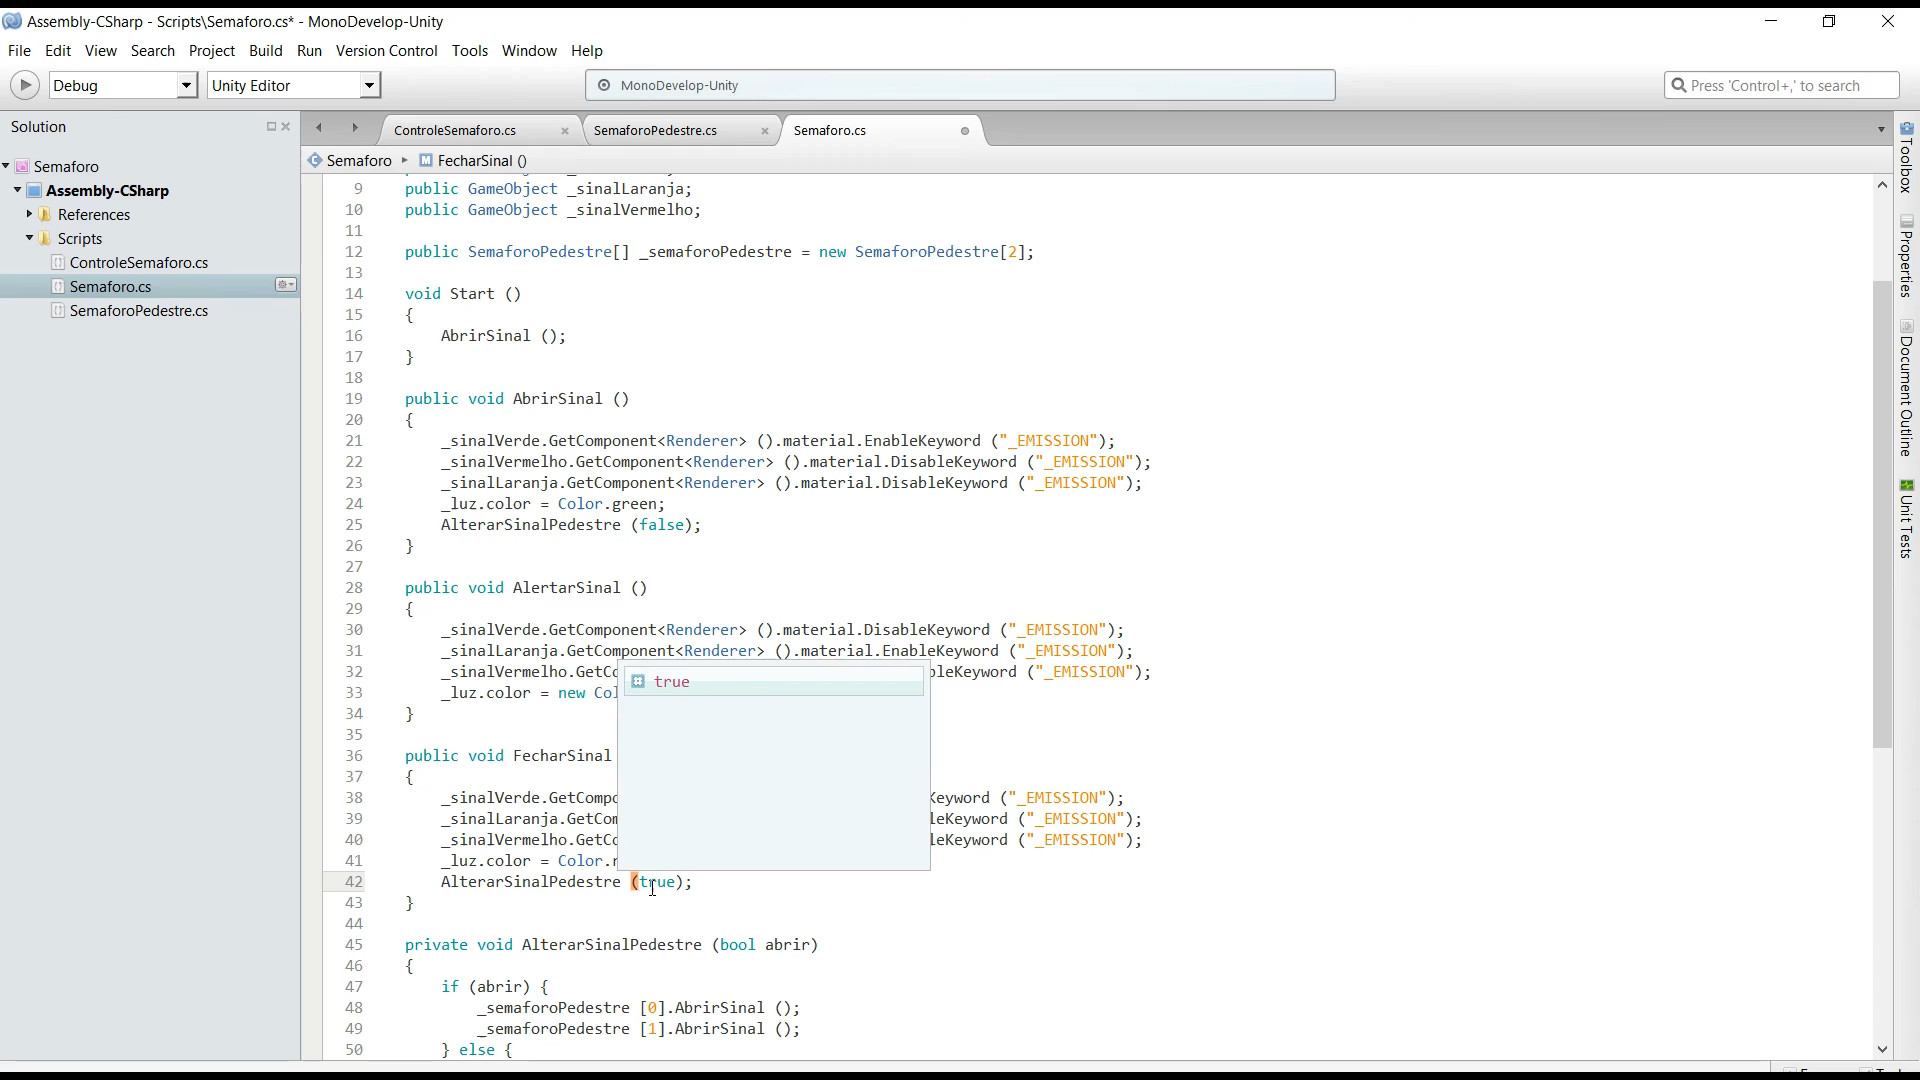 Assembly-CSharp - Scripts\Semaforo.cs* - MonoDevelop-Unity
File Edit View Search Project Build Run Version Control Tools Window Help
Debug Unity Editor MonoDevelop-Unity Press 'Control+,' to search
Solution
Semaforo
Assembly-CSharp
References
Scripts
ControleSemaforo.cs
Semaforo.cs
SemaforoPedestre.cs
ControleSemaforo.cs SemaforoPedestre.cs Semaforo.cs
Semaforo FecharSinal ()
9 public GameObject _sinalLaranja;
10 public GameObject _sinalVermelho;
11
12 public SemaforoPedestre[] _semaforoPedestre = new SemaforoPedestre[2];
13
14 void Start ()
15 {
16 AbrirSinal ();
17 }
18
19 public void AbrirSinal ()
20 {
21 _sinalVerde.GetComponent<Renderer> ().material.EnableKeyword ("_EMISSION");
22 _sinalVermelho.GetComponent<Renderer> ().material.DisableKeyword ("_EMISSION");
23 _sinalLaranja.GetComponent<Renderer> ().material.DisableKeyword ("_EMISSION");
24 _luz.color = Color.green;
25 AlterarSinalPedestre (false);
26 }
27
28 public void AlertarSinal ()
29 {
30 _sinalVerde.GetComponent<Renderer> ().material.DisableKeyword ("_EMISSION");
31 _sinalLaranja.GetComponent<Renderer> ().material.EnableKeyword ("_EMISSION");
32 _sinalVermelho.GetCo bleKeyword ("_EMISSION");
33 _luz.color = new Col
34 }
35
36 public void FecharSinal
37 {
38 _sinalVerde.GetCompo Keyword ("_EMISSION");
39 _sinalLaranja.GetCom leKeyword ("_EMISSION");
40 _sinalVermelho.GetCo leKeyword ("_EMISSION");
41 _luz.color = Color.r
42 AlterarSinalPedestre (true);
43 }
44
45 private void AlterarSinalPedestre (bool abrir)
46 {
47 if (abrir) {
48 _semaforoPedestre [0].AbrirSinal ();
49 _semaforoPedestre [1].AbrirSinal ();
50 } else {
true
Toolbox
Properties
Document Outline
Unit Tests